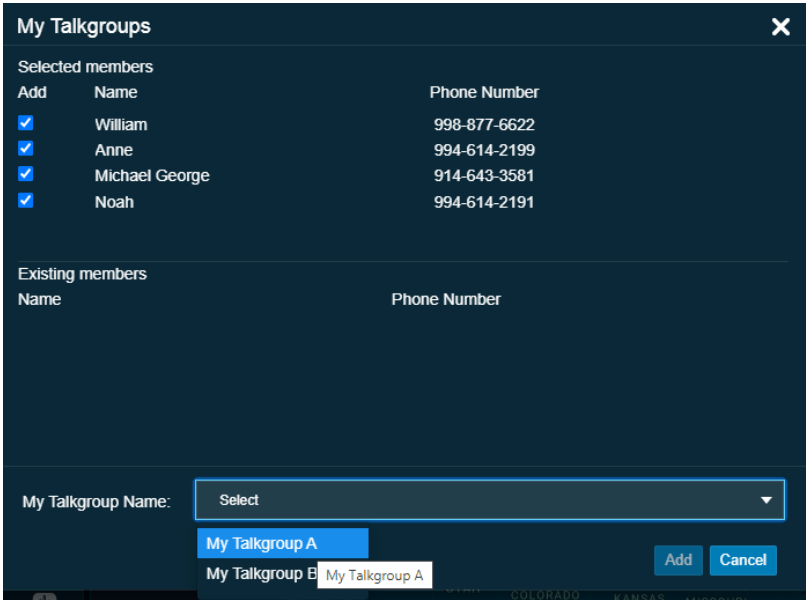 My Talkgroups
Selected members
Add Name Phone Number
William 998-877-6622
Anne 994-614-2199
Michael George 914-643-3581
Noah 994-614-2191
Existing members
Name Phone Number
My Talkgroup Name: Select
My Talkgroup A
Add Cancel
My Talkgroup B My Talkgroup A
COLORADO KANSAS